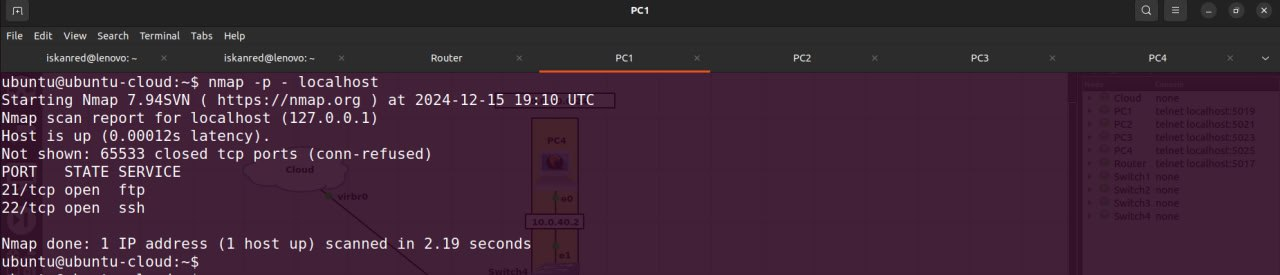 PC1
File Edit View Search Terminal Tabs Help
iskanred@lenovo: ~ iskanred@lenovo: ~ Router PC1 PC2 PC3 PC4
ubuntu@ubuntu-cloud:~$ nmap -p - localhost
Starting Nmap 7.94SVN ( https://nmap.org ) at 2024-12-15 19:10 UTC
Nmap scan report for localhost (127.0.0.1)
Host is up (0.00012s latency).
Not shown: 65533 closed tcp ports (conn-refused)
PORT   STATE SERVICE
21/tcp open  ftp
22/tcp open  ssh
Nmap done: 1 IP address (1 host up) scanned in 2.19 seconds
ubuntu@ubuntu-cloud:~$
PC4
Cloud
virbr0
e0
10.0.40.2
e1
Switch4
Name Console
Cloud none
PC1 telnet localhost:5019
PC2 telnet localhost:5021
PC3 telnet localhost:5023
PC4 telnet localhost:5025
Router telnet localhost:5017
Switch1 none
Switch2 none
Switch3 none
Switch4 none